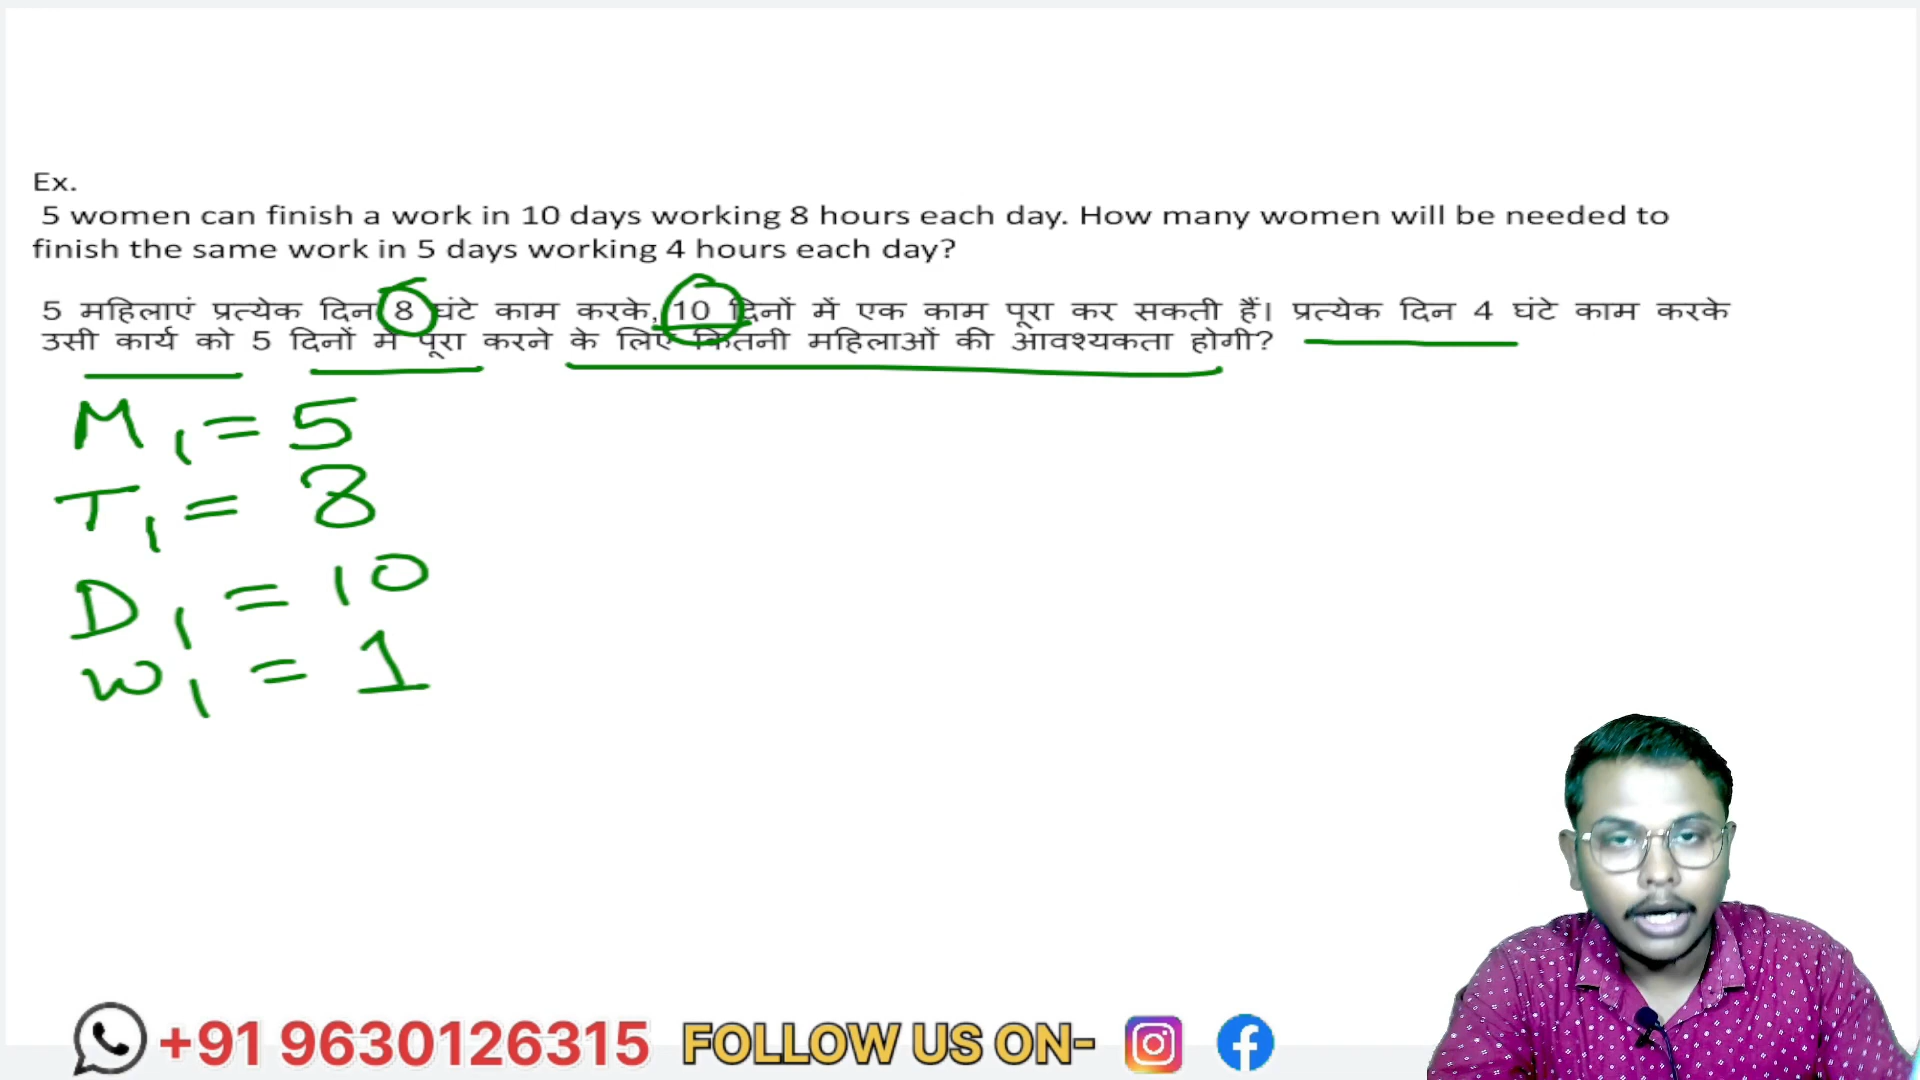 Ex.
5 women can finish a work in 10 days working 8 hours each day. How many women will be needed to
finish the same work in 5 days working 4 hours each day?
5 महिलाएं प्रत्येक दिन 8 घंटे काम करके, 10 दिनों में एक काम पूरा कर सकती हैं। प्रत्येक दिन 4 घंटे काम करके
उसी कार्य को 5 दिनों में पूरा करने के लिए कितनी महिलाओं की आवश्यकता होगी?
M₁ = 5
T₁ = 8
D₁ = 10
W₁ = 1
+91 9630126315 FOLLOW US ON-